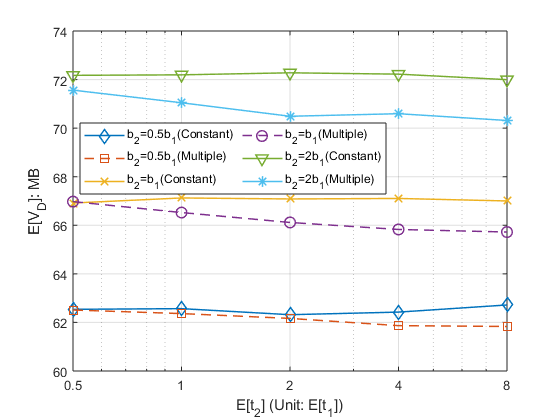 74
72
70
68
66
64
62
60
E[V_D]: MB
b_2=0.5b_1(Constant)
b_2=0.5b_1(Multiple)
b_2=b_1(Constant)
b_2=b_1(Multiple)
b_2=2b_1(Constant)
b_2=2b_1(Multiple)
0.5 1 2 4 8
E[t_2] (Unit: E[t_1])